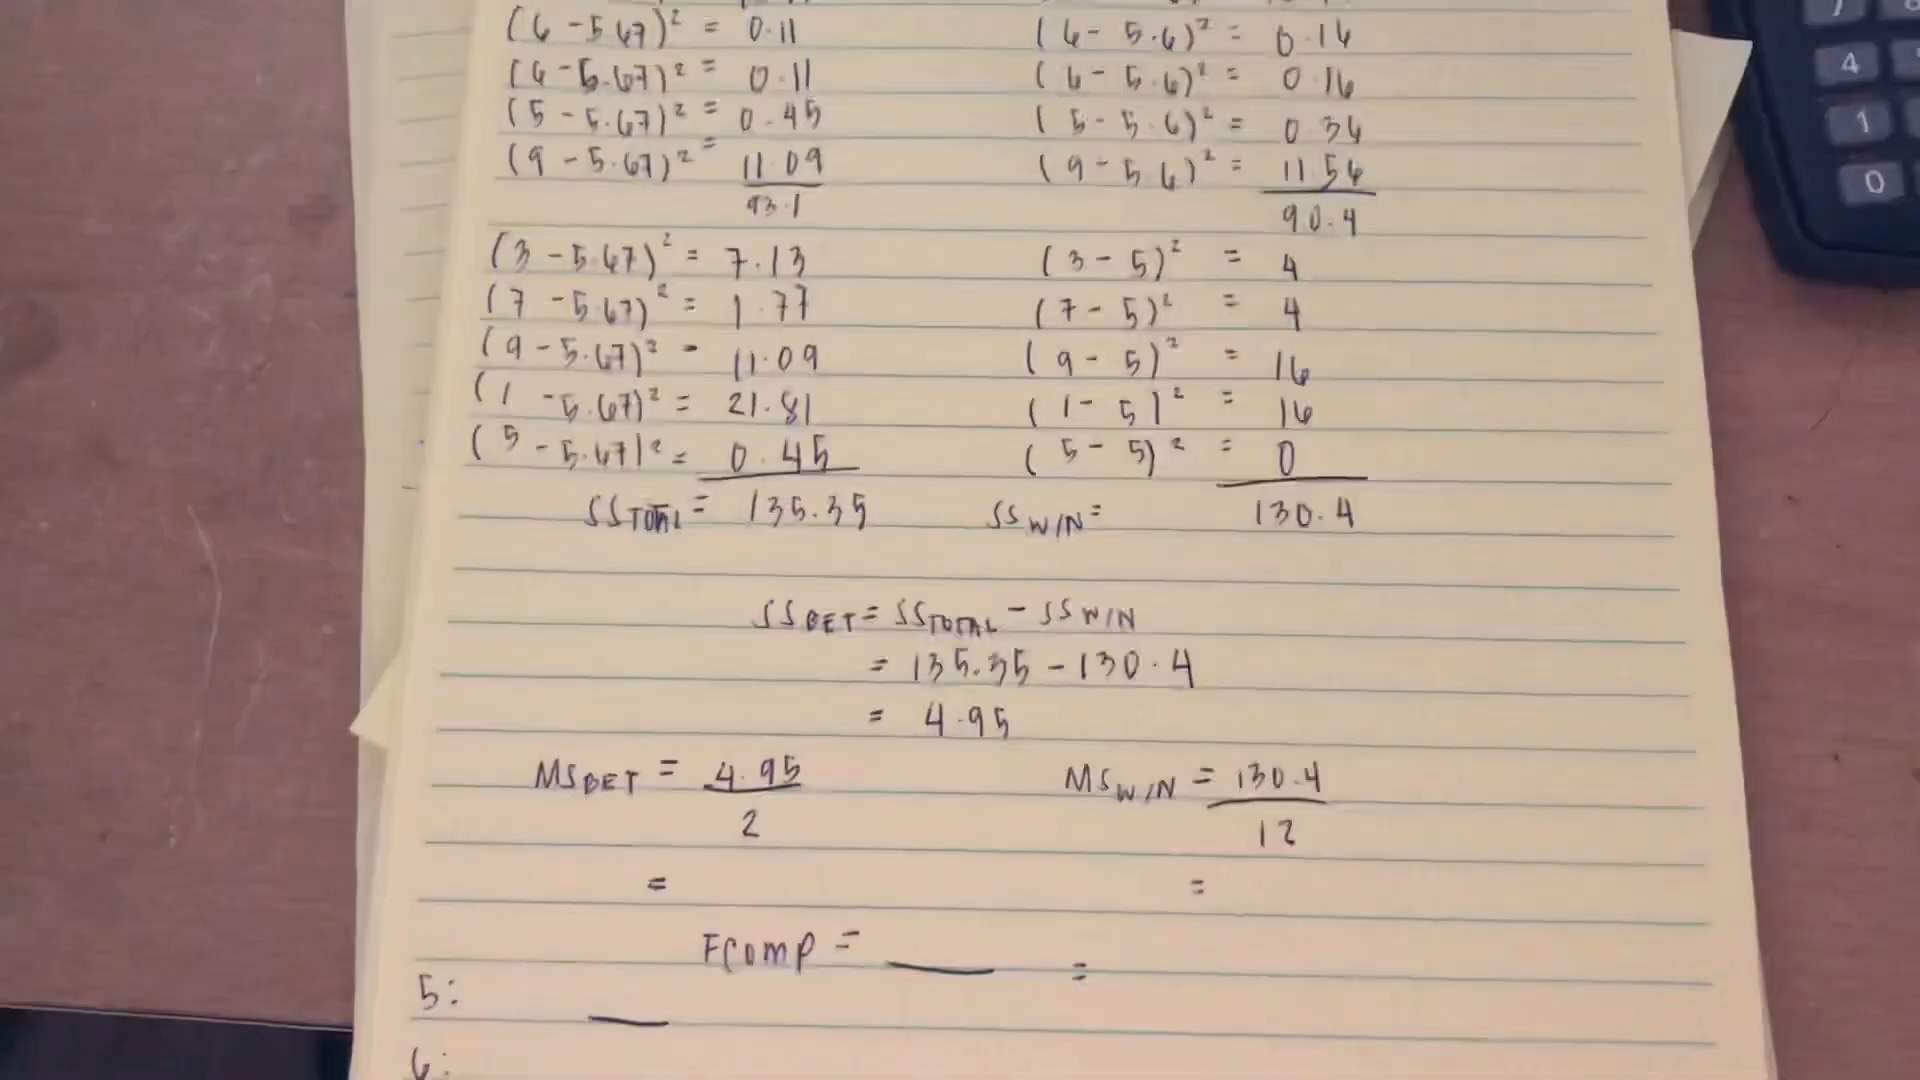 (6 - 5.67)² = 0.11 (6 - 5.6)² = 0.16
(6 - 5.67)² = 0.11 (6 - 5.6)² = 0.16
(5 - 5.67)² = 0.45 (5 - 5.6)² = 0.36
(9 - 5.67)² = 11.09 (9 - 5.6)² = 11.56
93.1 90.4
(3 - 5.67)² = 7.13 (3 - 5)² = 4
(7 - 5.67)² = 1.77 (7 - 5)² = 4
(9 - 5.67)² = 11.09 (9 - 5)² = 16
(1 - 5.67)² = 21.81 (1 - 5)² = 16
(5 - 5.67)² = 0.45 (5 - 5)² = 0
SSTOTAL = 135.35 SSWIN = 130.4
SSBET = SSTOTAL - SSWIN
= 135.35 - 130.4
= 4.95
MSBET = 4.95 MSWIN = 130.4
2 12
= =
Fcomp = =
5:
6:
4
1
0